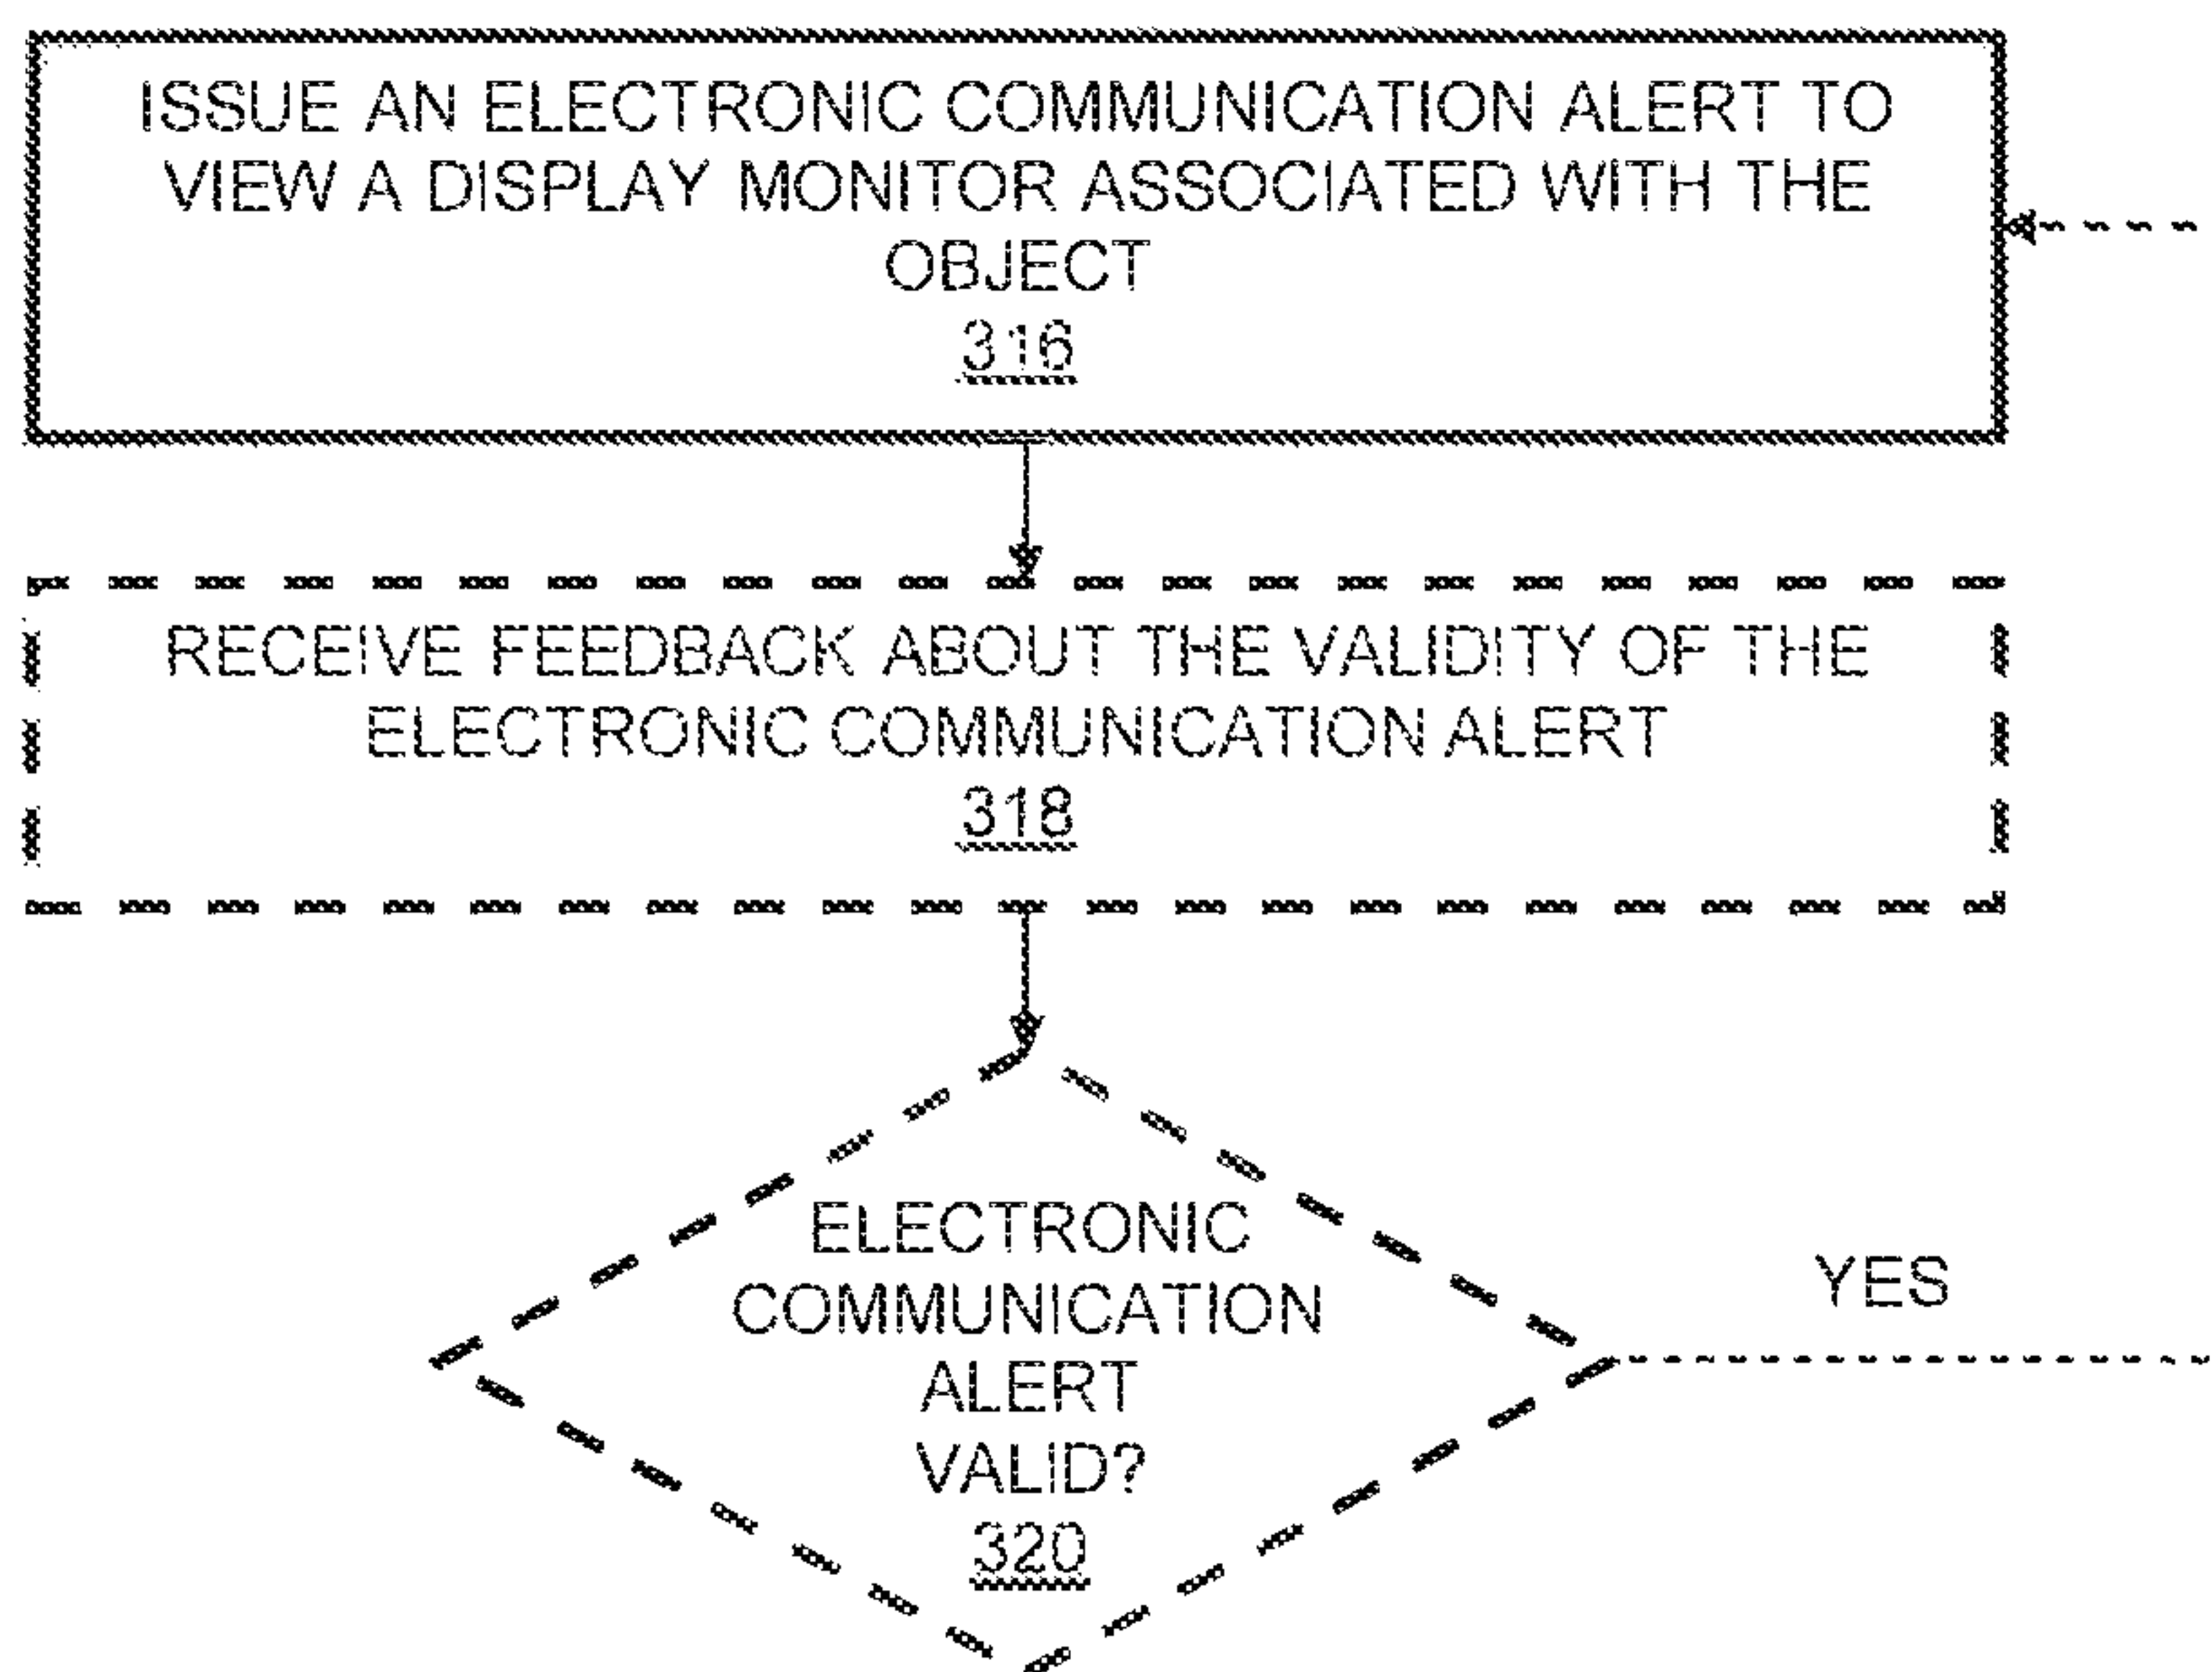 ISSUE AN ELECTRONIC COMMUNICATION ALERT TO
VIEW A DISPLAY MONITOR ASSOCIATED WITH THE
OBJECT
316
RECEIVE FEEDBACK ABOUT THE VALIDITY OF THE
ELECTRONIC COMMUNICATION ALERT
318
ELECTRONIC
COMMUNICATION
ALERT
VALID?
320
YES